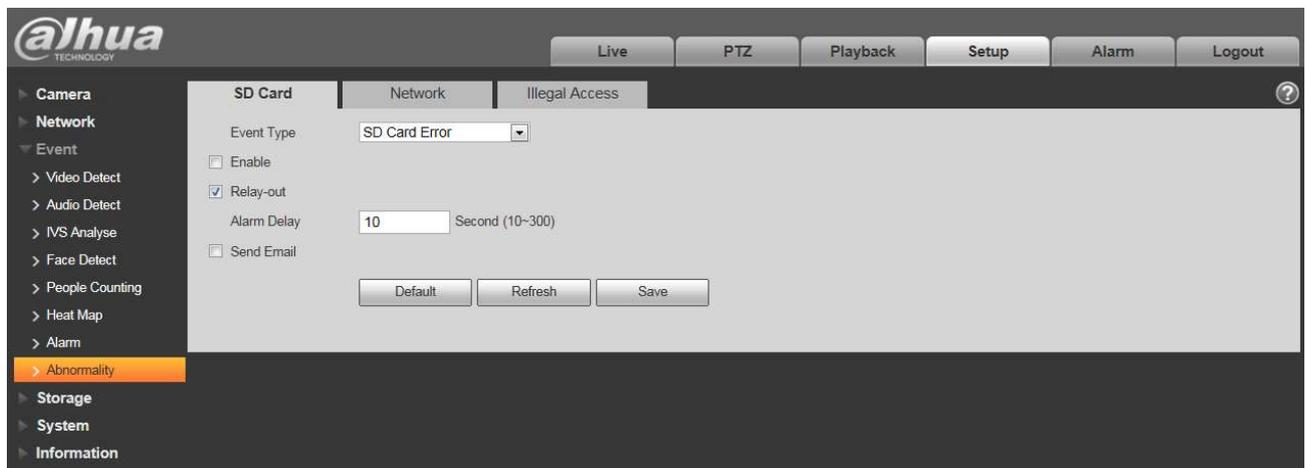 alhua
TECHNOLOGY
Live PTZ Playback Setup Alarm Logout
Camera
Network
Event
> Video Detect
> Audio Detect
> IVS Analyse
> Face Detect
> People Counting
> Heat Map
> Alarm
> Abnormality
Storage
System
Information
SD Card Network Illegal Access ?
Event Type SD Card Error
Enable
Relay-out
Alarm Delay 10 Second (10~300)
Send Email
Default Refresh Save